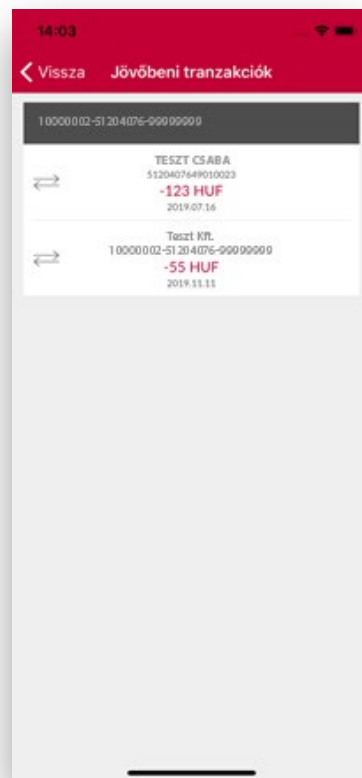 14:03
Vissza Jövőbeni tranzakciók
10000002-51204076-99999999
TESZT CSABA
5120407649010023
-123 HUF
2019.07.16
Teszt Kft.
10000002-51204076-99999999
-55 HUF
2019.11.11